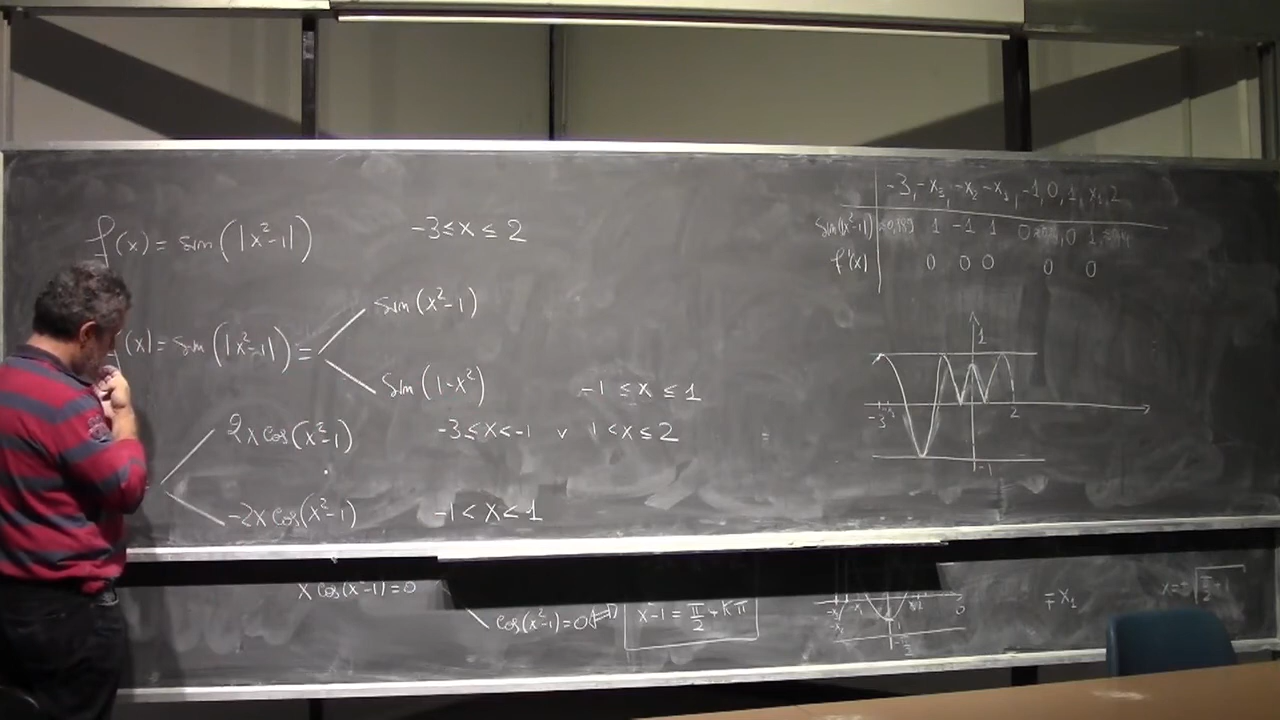 f(x) = sin(|x²-1|) -3≤x≤2
f(x) = sin(|x²-1|) =
sin(x²-1)
sin(1-x²) -1≤x≤1
2x cos(x²-1) -3≤x<-1 ∨ 1<x≤2
-2x cos(x²-1) -1<x<1
x cos(x²-1)=0
cos(x²-1)=0 x²-1=π/2+kπ
-3, -x₃, -x₂ -x₁, -1, 0, 1, x₁, 2
sin(|x²-1|) 1 -1 1 0 0 1
f'(x) 0 0 0 0 0
1
-3 2
-1
∓x₁